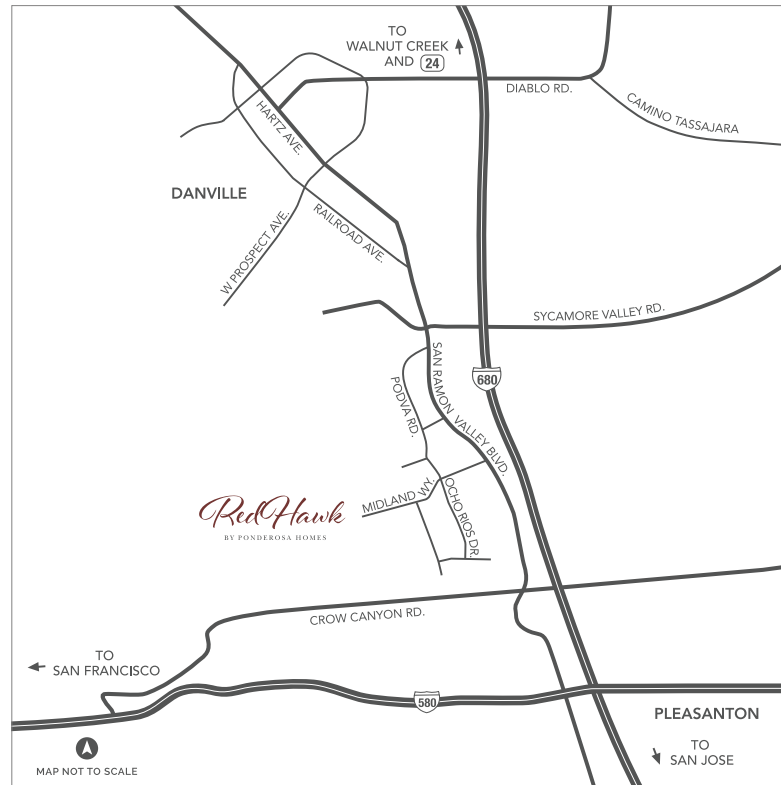 TO
WALNUT CREEK
AND 24
DIABLO RD.
CAMINO TASSAJARA
HARTZ AVE.
DANVILLE
RAILROAD AVE.
W PROSPECT AVE.
SYCAMORE VALLEY RD.
SAN RAMON VALLEY BLVD.
680
PODVA RD.
MIDLAND WY.
OCHO RIOS DR.
RedHawk
BY PONDEROSA HOMES
CROW CANYON RD.
TO
SAN FRANCISCO
580
PLEASANTON
TO
SAN JOSE
MAP NOT TO SCALE